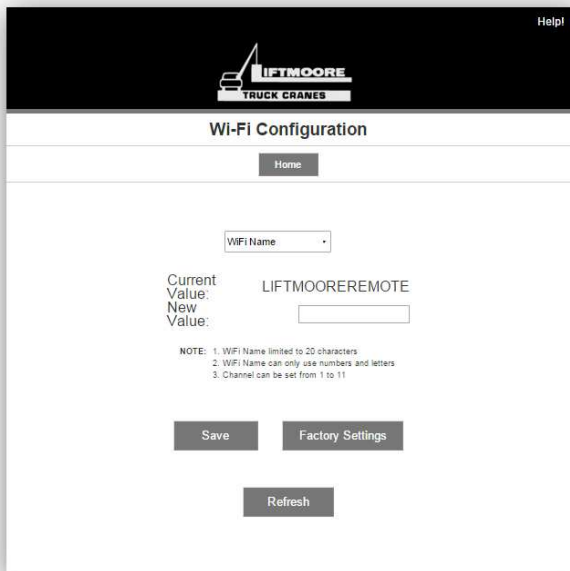 Help!
LIFTMOORE
TRUCK CRANES
Wi-Fi Configuration
Home
WiFi Name
Current Value: LIFTMOOREREMOTE
New Value:
NOTE: 1. WiFi Name limited to 20 characters
2. WiFi Name can only use numbers and letters
3. Channel can be set from 1 to 11
Save Factory Settings
Refresh